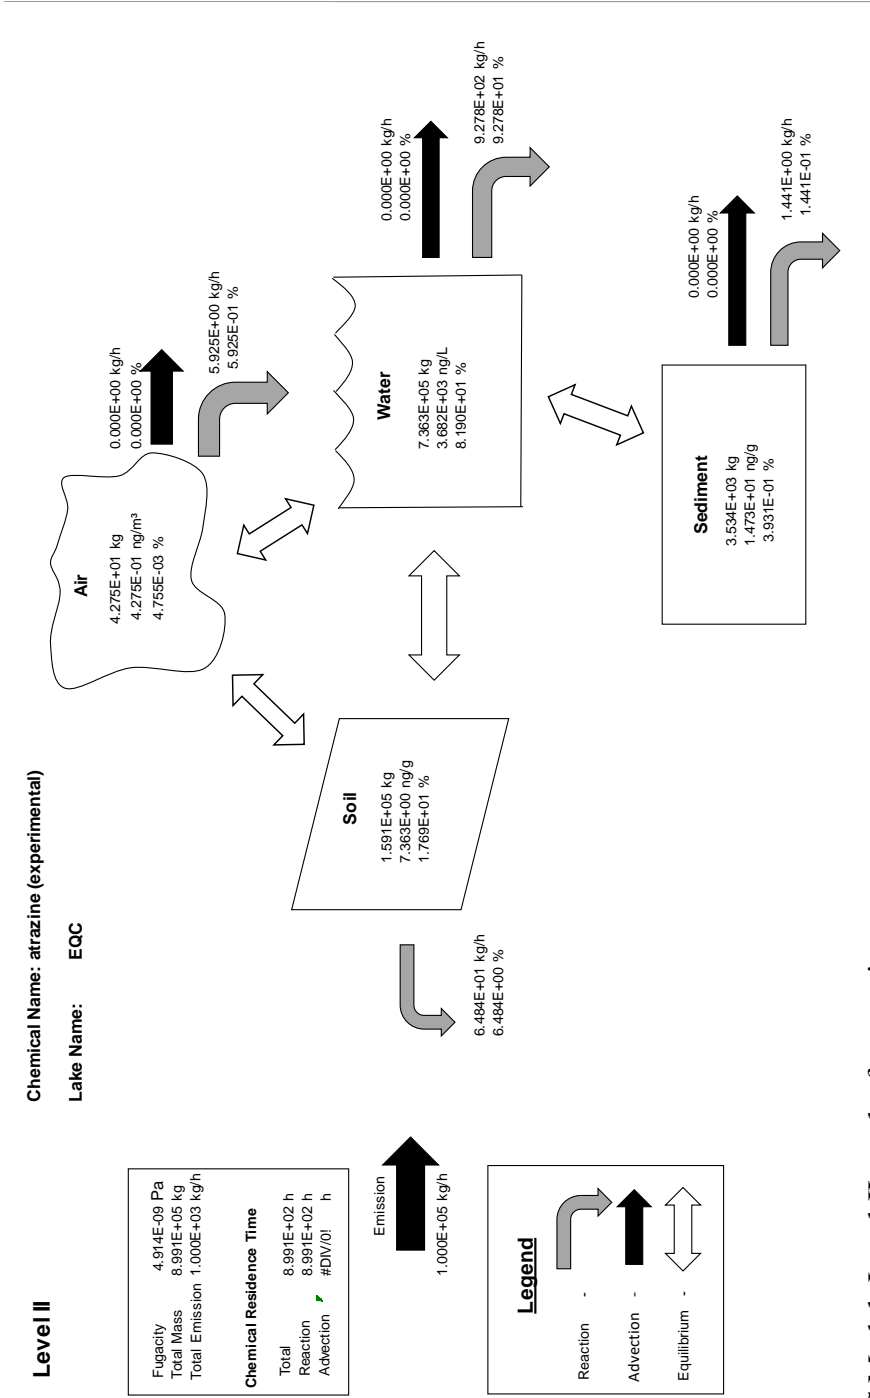 Level II
Chemical Name: atrazine (experimental)
Lake Name: EQC
Fugacity 4.914E-09 Pa
Total Mass 8.991E+05 kg
Total Emission 1.000E+03 kg/h
Chemical Residence Time
Total 8.991E+02 h
Reaction 8.991E+02 h
Advection #DIV/0! h
Emission
1.000E+05 kg/h
Legend
Reaction -
Advection -
Equilibrium -
Air
4.275E+01 kg
4.275E-01 ng/m³
4.755E-03 %
0.000E+00 kg/h
0.000E+00 %
5.925E+00 kg/h
5.925E-01 %
Soil
1.591E+05 kg
7.363E+00 ng/g
1.769E+01 %
6.484E+01 kg/h
6.484E+00 %
Water
7.363E+05 kg
3.682E+03 ng/L
8.190E+01 %
0.000E+00 kg/h
0.000E+00 %
9.278E+02 kg/h
9.278E+01 %
Sediment
3.534E+03 kg
1.473E+01 ng/g
3.931E-01 %
0.000E+00 kg/h
0.000E+00 %
1.441E+00 kg/h
1.441E-01 %